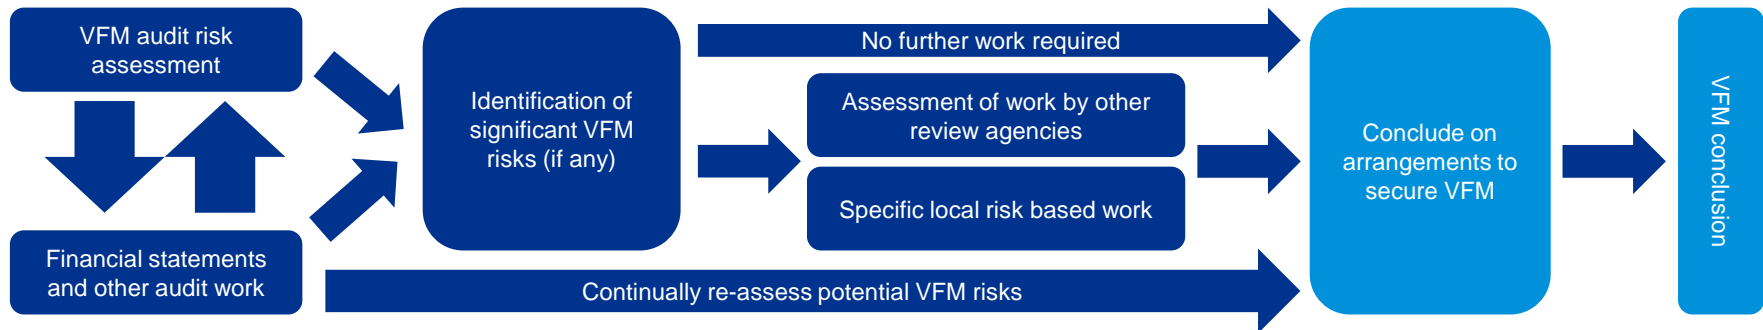 VFM audit risk
assessment
Financial statements
and other audit work
Identification of
significant VFM
risks (if any)
No further work required
Assessment of work by other
review agencies
Specific local risk based work
Continually re-assess potential VFM risks
Conclude on
arrangements to
secure VFM
VFM conclusion